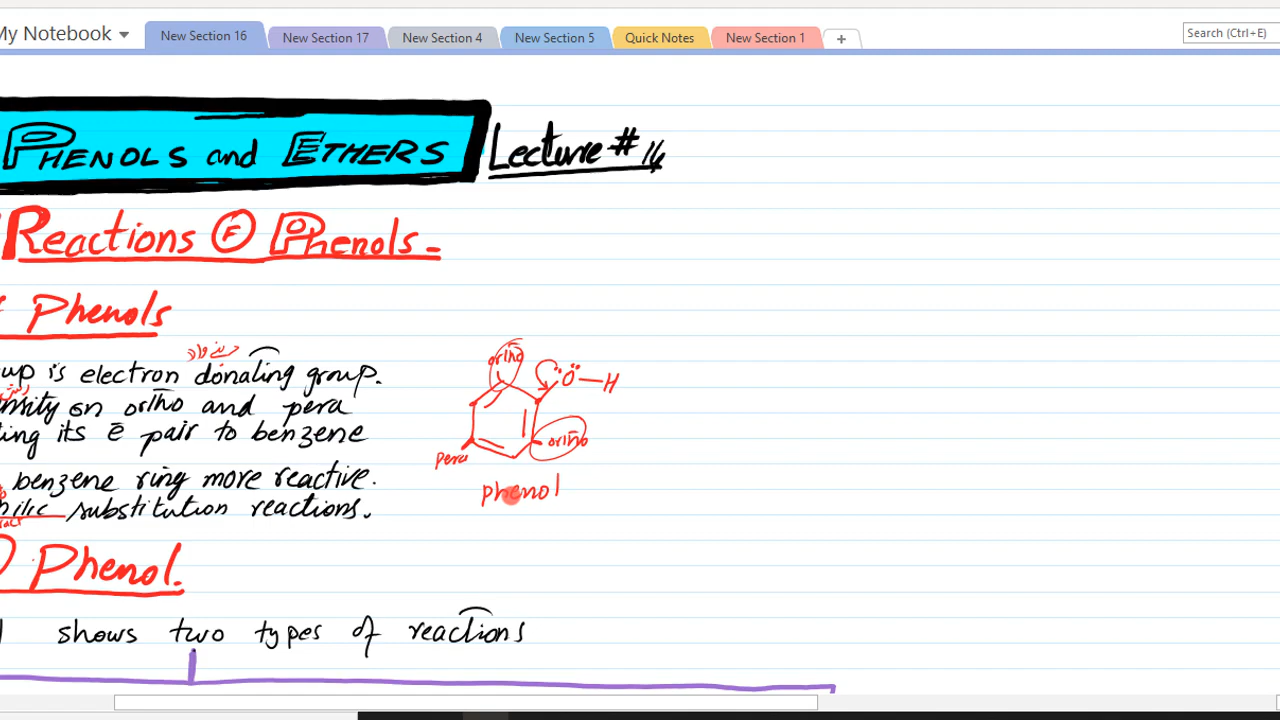 My Notebook
New Section 16
New Section 17
New Section 4
New Section 5
Quick Notes
New Section 1
Search (Ctrl+E)
PHENOLS and ETHERS Lecture # 16
Reactions OF Phenols-
Phenols
up is electron donating group.
nsity on ortho and pera
ing its ē pair to benzene
benzene ring more reactive.
hilic substitution reactions.
ortho
O-H
ortho
pera
phenol
Phenol.
shows two types of reactions